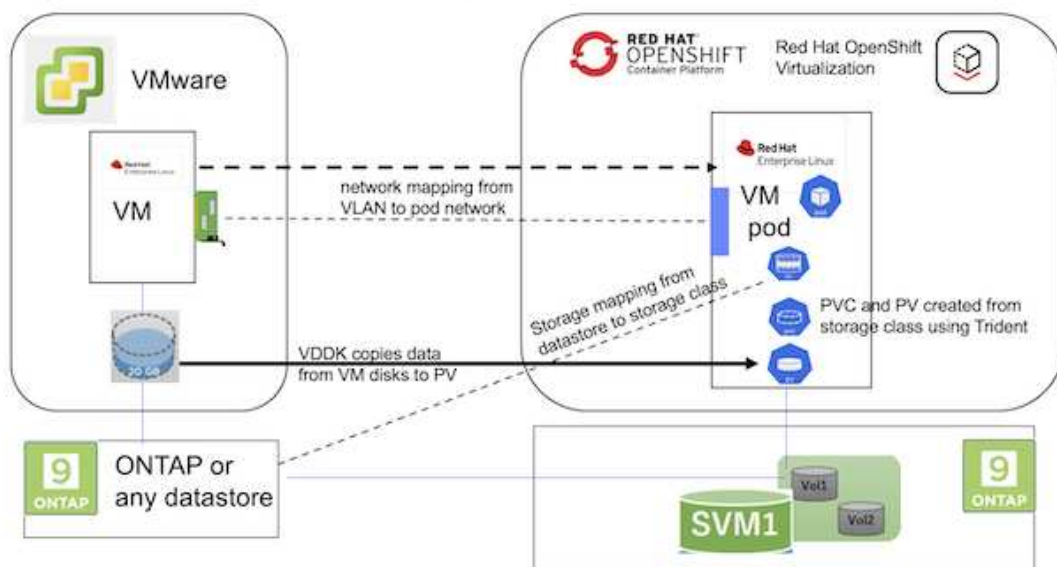 VMware
RED HAT
OPENSHIFT
Container Platform
Red Hat OpenShift
Virtualization
Red Hat
Enterprise Linux
VM
network mapping from
VLAN to pod network
Red Hat
Enterprise Linux
VM
pod
Storage mapping from
datastore to storage class
PVC and PV created from
storage class using Trident
20 GB
VDDK copies data
from VM disks to PV
9
ONTAP
ONTAP or
any datastore
SVM1
Vol1
Vol2
9
ONTAP